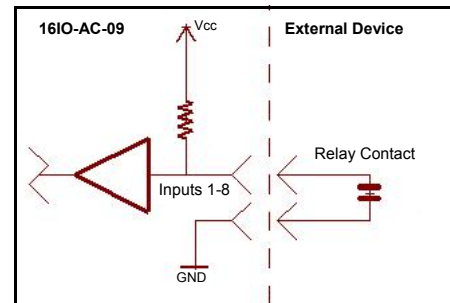 16IO-AC-09
Vcc
External Device
Relay Contact
Inputs 1-8
GND